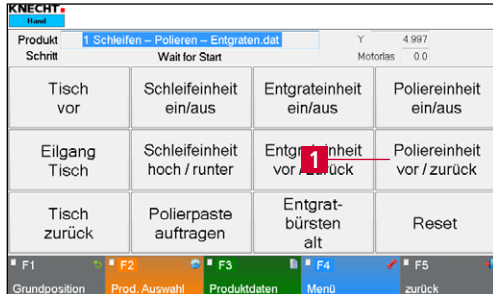 KNECHT.
Hand
Produkt 1 Schleifen – Polieren – Entgraten.dat Y 4.997
Schritt Wait for Start Motorlas 0.0
Tisch vor
Schleifeinheit ein/aus
Entgrateinheit ein/aus
Poliereinheit ein/aus
Eilgang Tisch
Schleifeinheit hoch / runter
Entgrateinheit vor / zurück
1
Poliereinheit vor / zurück
Tisch zurück
Polierpaste auftragen
Entgrat-
bürsten
alt
Reset
F1 F2 F3 F4 F5
Grundposition Prod. Auswahl Produktdaten Menü zurück